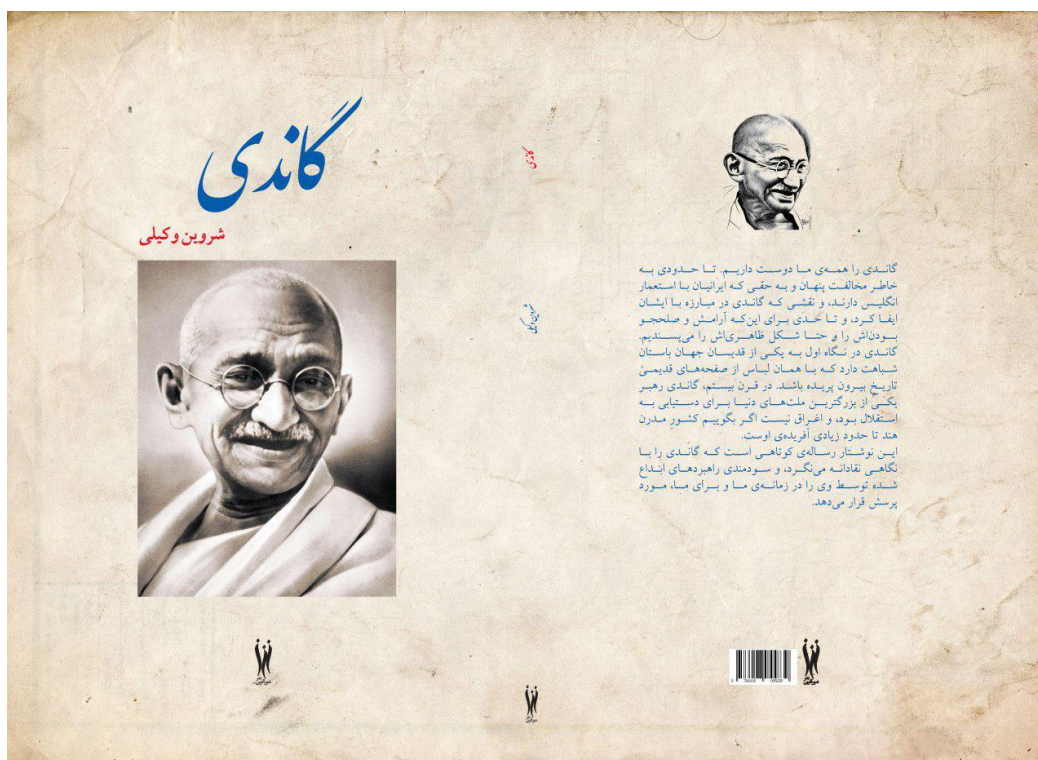 گاندی
شروین وکیلی
گاندی
شروین وکیلی
گاندی را همه‌ی ما دوست داریم. تا حدودی به
خاطر مخالفت پنهان و به حقی که ایرانیان با استعمار
انگلیس دارند، و نقشی که گاندی در مبارزه با ایشان
ایفا کرد، و تا حدی برای این‌که آرامش و صلحجو
بودن‌اش را و حتا شکل ظاهری‌اش را می‌پسندیم.
گاندی در نگاه اول به یکی از قدیسان جهان باستان
شباهت دارد که با همان لباس از صفحه‌های قدیمیْ
تاریخ بیرون پریده باشد. در قرن بیستم، گاندی رهبر
یکی از بزرگترین ملت‌های دنیا برای دستیابی به
استقلال بود، و اغراق نیست اگر بگوییم کشور مدرن
هند تا حدود زیادی آفریده‌ی اوست.
این نوشتار رساله‌ی کوتاهی است که گاندی را با
نگاهی نقادانه می‌نگرد، و سودمندی راهبردهای ابداع
شده توسط وی را در زمانه‌ی ما و برای ما، مورد
پرسش قرار می‌دهد.